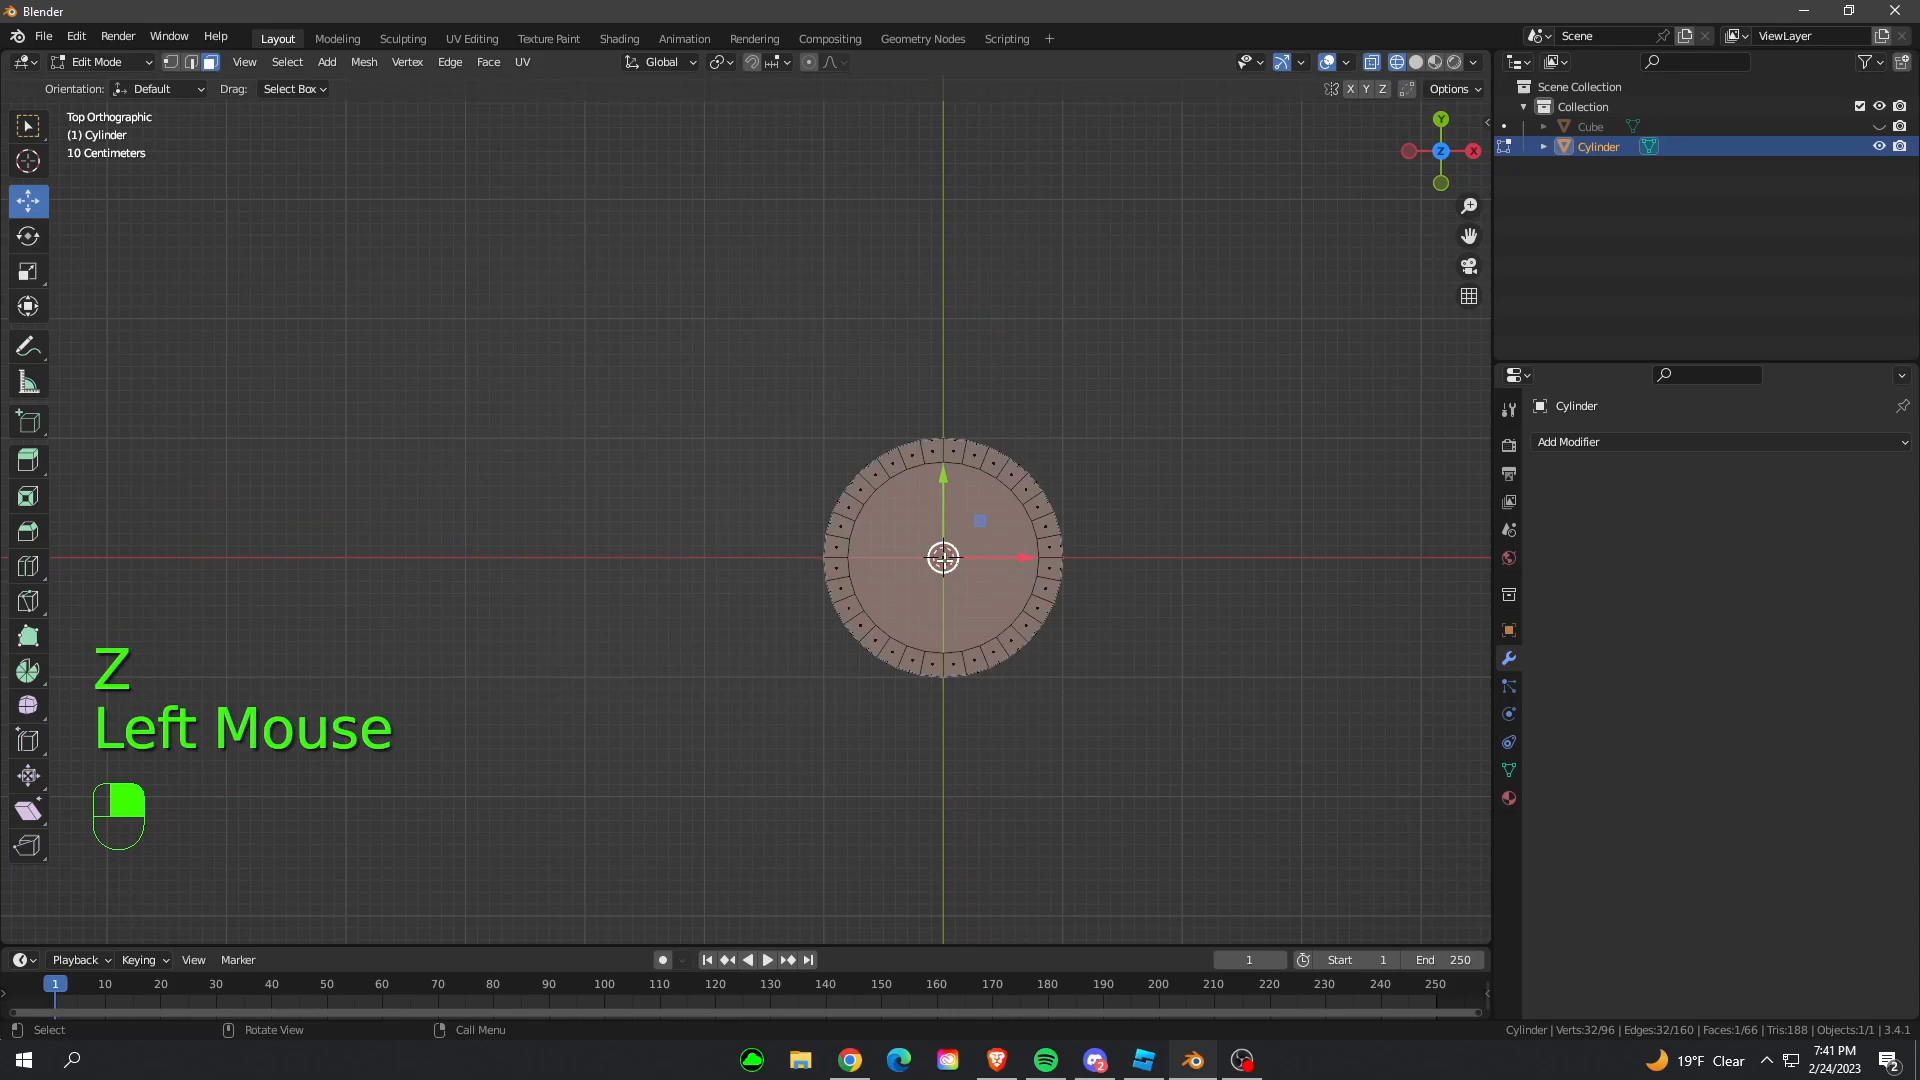 Blender
File Edit Render Window Help
Layout Modeling Sculpting UV Editing Texture Paint Shading Animation Rendering Compositing Geometry Nodes Scripting +
Scene
ViewLayer
Edit Mode View Select Add Mesh Vertex Edge Face UV
Global
Orientation: Default Drag: Select Box
X Y Z
Options
Top Orthographic
(1) Cylinder
10 Centimeters
Y
Z X
Scene Collection
Collection
Cube
Cylinder
Cylinder
Add Modifier
Z
Left Mouse
Playback Keying View Marker
1
Start 1
End 250
1 10 20 30 40 50 60 70 80 90 100 110 120 130 140 150 160 170 180 190 200 210 220 230 240 250
Select
Rotate View
Call Menu
Cylinder | Verts:32/96 | Edges:32/160 | Faces:1/66 | Tris:188 | Objects:1/1 | 3.4.1
2
19°F Clear
7:41 PM
2/24/2023
2